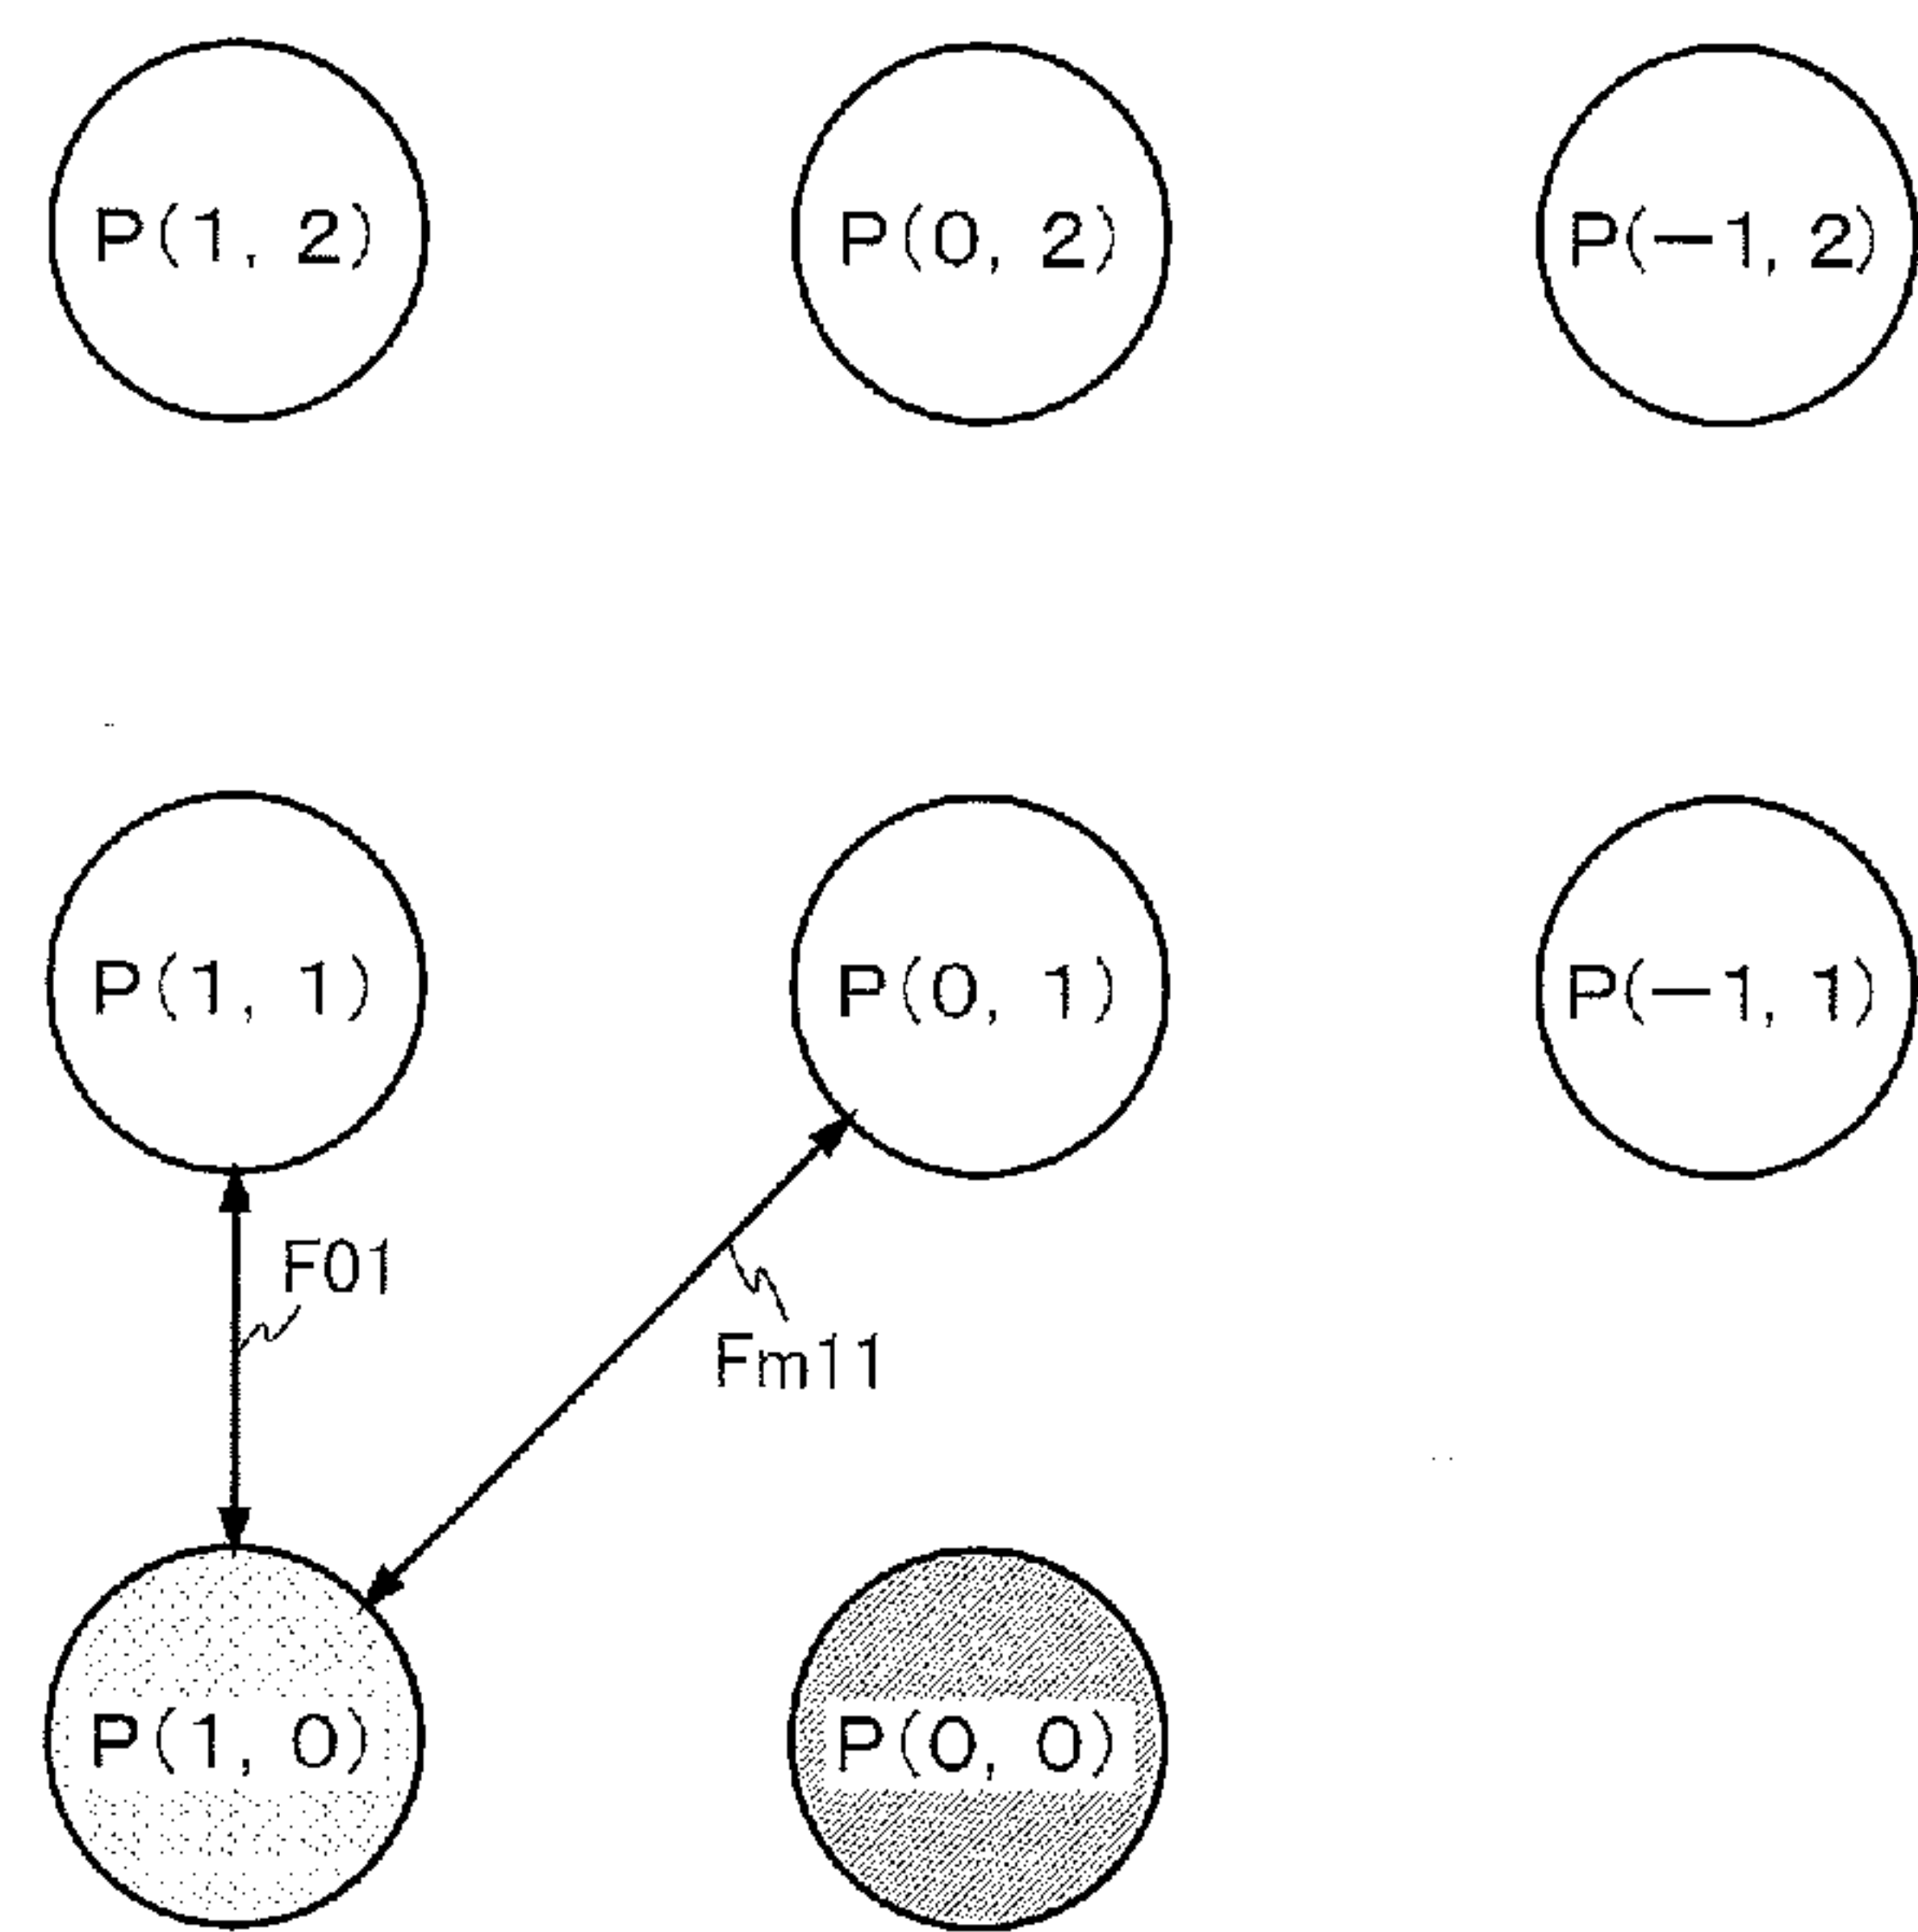 P(1, 2)
P(0, 2)
P(−1, 2)
P(1, 1)
P(0, 1)
P(−1, 1)
F01
Fm11
P(1, 0)
P(0, 0)